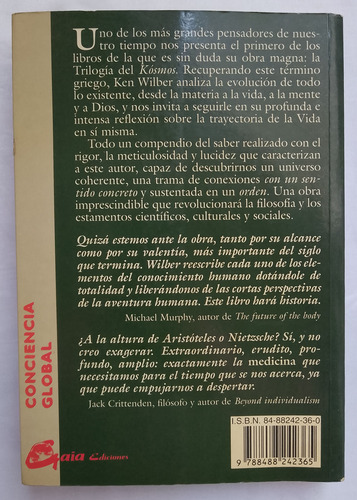 Uno de los más grandes pensadores de nues-
tro tiempo nos presenta el primero de los
libros de la que es sin duda su obra magna: la
Trilogía del Kósmos. Recuperando este término
griego, Ken Wilber analiza la evolución de todo
lo existente, desde la materia a la vida, a la mente
y a Dios, y nos invita a seguirle en su profunda e
intensa reflexión sobre la trayectoria de la Vida
en sí misma.
Todo un compendio del saber realizado con el
rigor, la meticulosidad y lucidez que caracterizan
a este autor, capaz de descubrirnos un universo
coherente, una trama de conexiones con un sen-
tido concreto y sustentada en un orden. Una obra
imprescindible que revolucionará la filosofía y los
estamentos científicos, culturales y sociales.
Quizá estemos ante la obra, tanto por su alcance
como por su valentía, más importante del siglo
que termina. Wilber reescribe cada uno de los ele-
mentos del conocimiento humano dotándole de
totalidad y liberándonos de las cortas perspectivas
de la aventura humana. Este libro hará historia.
Michael Murphy, autor de The future of the body
¿A la altura de Aristóteles o Nietzsche? Sí, y no
creo exagerar. Extraordinario, erudito, pro-
fundo, amplio: exactamente la medicina que
necesitamos para el tiempo que se nos acerca, ya
que puede empujarnos a despertar.
Jack Crittenden, filósofo y autor de Beyond individualism
CONCIENCIA
GLOBAL
Gaia Ediciones
I.S.B.N. 84-88242-36-0
9 788488 242365